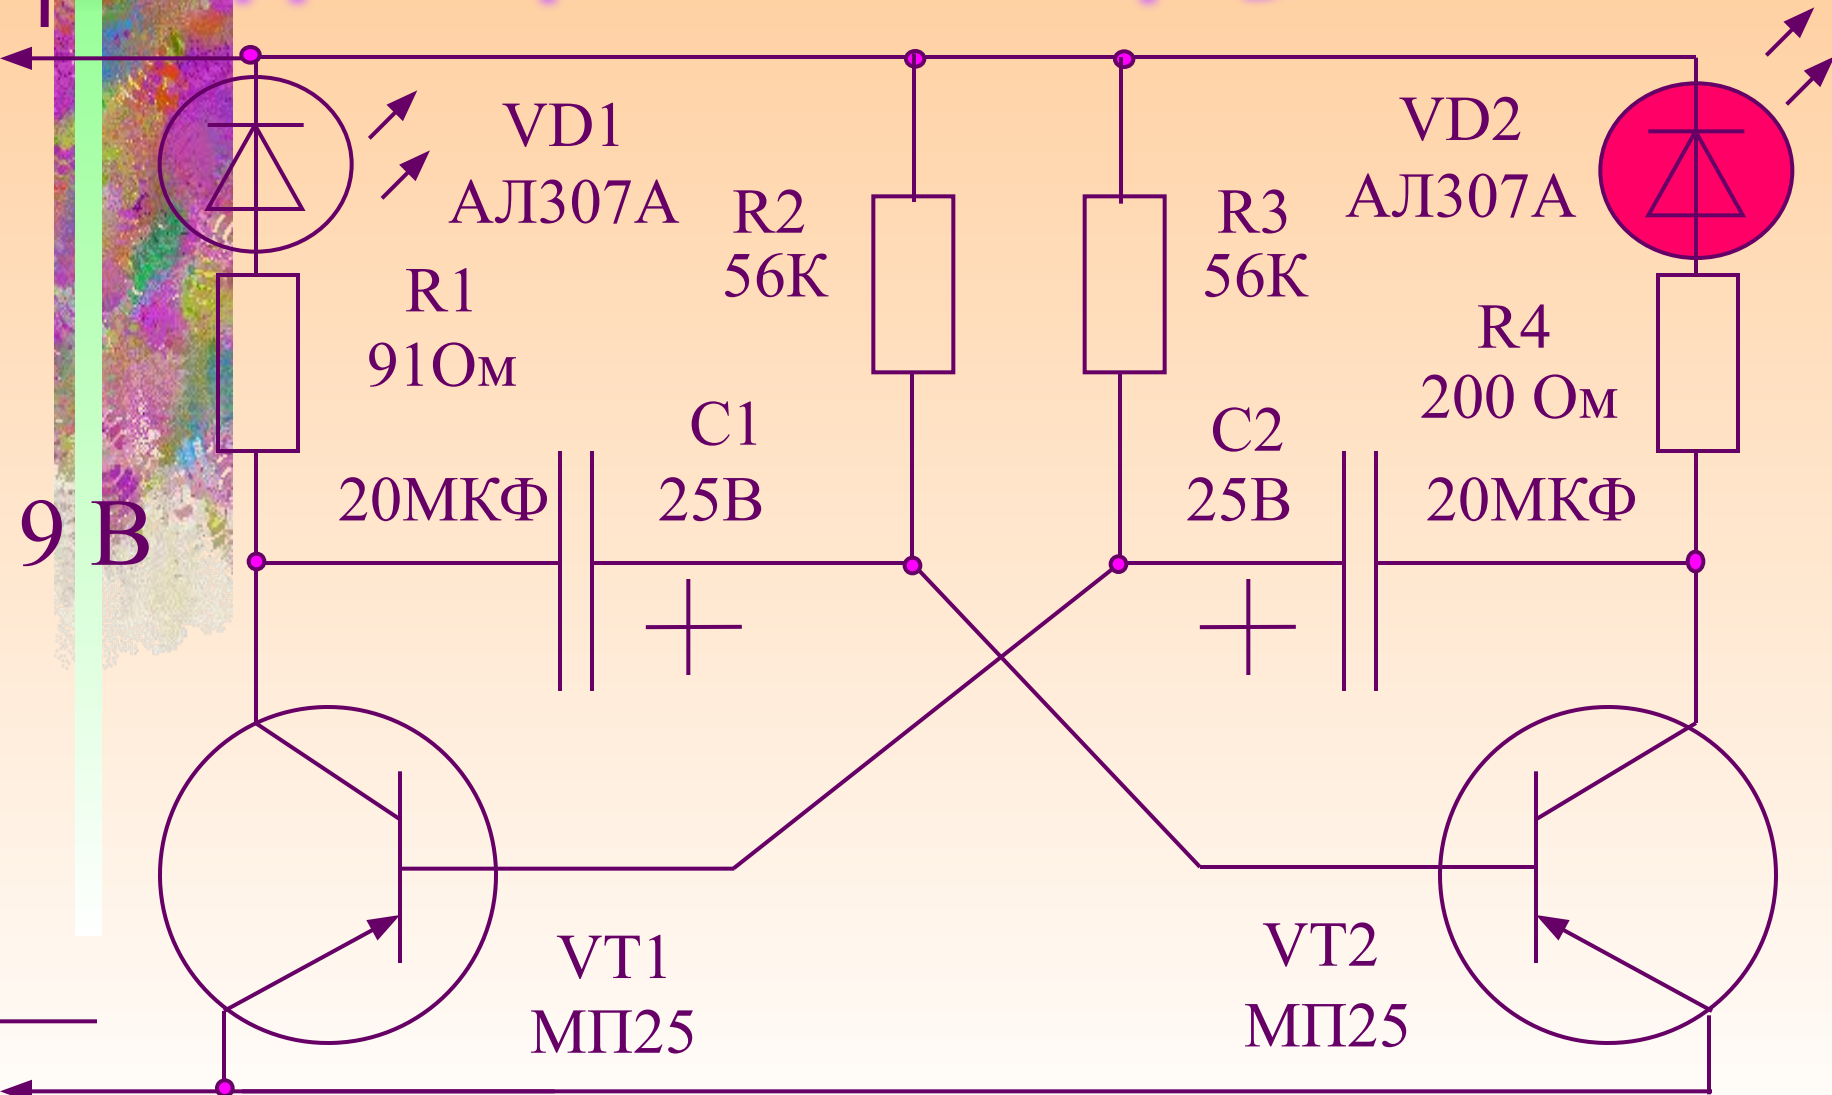 VD1
АЛ307А
VD2
АЛ307А
R2
56К
R3
56К
R1
91Ом
R4
200 Ом
C1
20МКФ
25В
C2
25В
20МКФ
9 В
VT1
МП25
VT2
МП25